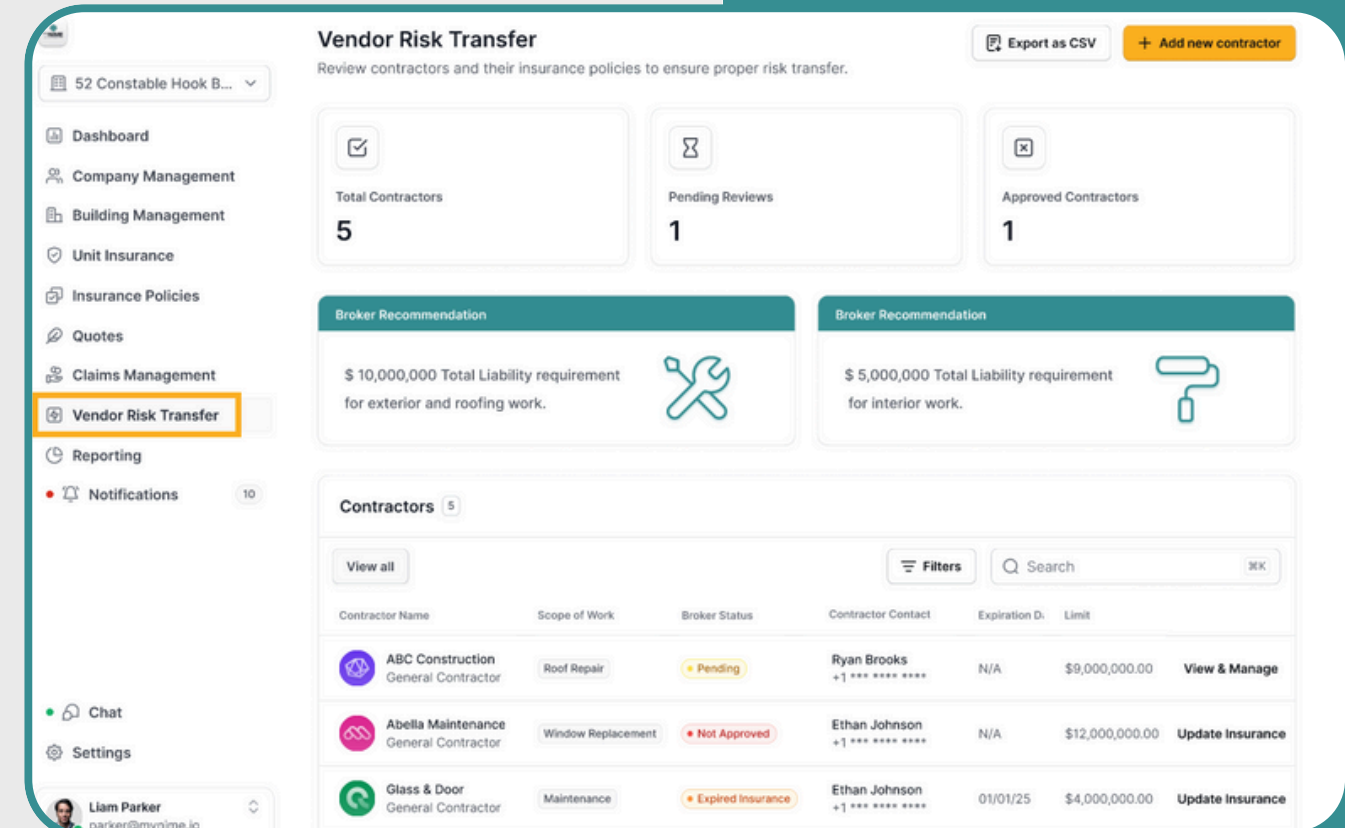 Vendor Risk Transfer
Review contractors and their insurance policies to ensure proper risk transfer.
Export as CSV
+ Add new contractor
52 Constable Hook B...
Dashboard
Company Management
Building Management
Unit Insurance
Insurance Policies
Quotes
Claims Management
Vendor Risk Transfer
Reporting
Notifications 10
Chat
Settings
Liam Parker
parker@mynime.io
Total Contractors
5
Pending Reviews
1
Approved Contractors
1
Broker Recommendation
$ 10,000,000 Total Liability requirement
for exterior and roofing work.
Broker Recommendation
$ 5,000,000 Total Liability requirement
for interior work.
Contractors 5
View all
Filters
Search ⌘K
Contractor Name Scope of Work Broker Status Contractor Contact Expiration D. Limit
ABC Construction
General Contractor
Roof Repair
Pending
Ryan Brooks
+1 *** **** ****
N/A
$9,000,000.00
View & Manage
Abella Maintenance
General Contractor
Window Replacement
Not Approved
Ethan Johnson
+1 *** **** ****
N/A
$12,000,000.00
Update Insurance
Glass & Door
General Contractor
Maintenance
Expired Insurance
Ethan Johnson
+1 *** **** ****
01/01/25
$4,000,000.00
Update Insurance